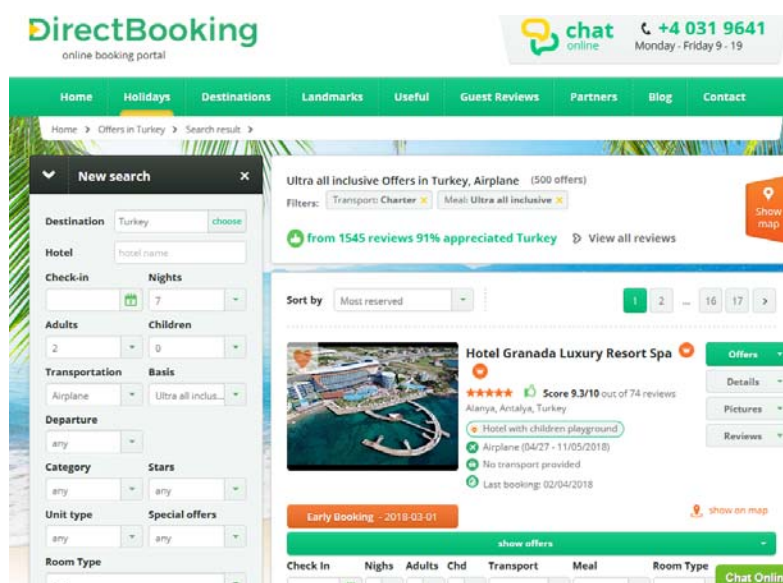 DirectBooking
online booking portal
chat
online
+4 031 9641
Monday - Friday 9 - 19
Home Holidays Destinations Landmarks Useful Guest Reviews Partners Blog Contact
Home > Offers in Turkey > Search result >
New search ×
Destination Turkey choose
Hotel hotel name
Check-in Nights
7
Adults Children
2 0
Transportation Basis
Airplane Ultra all inclus...
Departure
any
Category Stars
any any
Unit type Special offers
any any
Room Type
Ultra all inclusive Offers in Turkey, Airplane (500 offers)
Filters: Transport: Charter × Meal: Ultra all inclusive ×
from 1545 reviews 91% appreciated Turkey View all reviews
Show
map
Sort by Most reserved
1 2 ... 16 17 >
Hotel Granada Luxury Resort Spa
Score 9.3/10 out of 74 reviews
Alanya, Antalya, Turkey
Hotel with children playground
Airplane (04/27 - 11/05/2018)
No transport provided
Last booking: 02/04/2018
Offers
Details
Pictures
Reviews
Early Booking - 2018-03-01
show on map
show offers
Check In Nighs Adults Chd Transport Meal Room Type
Chat Onlin